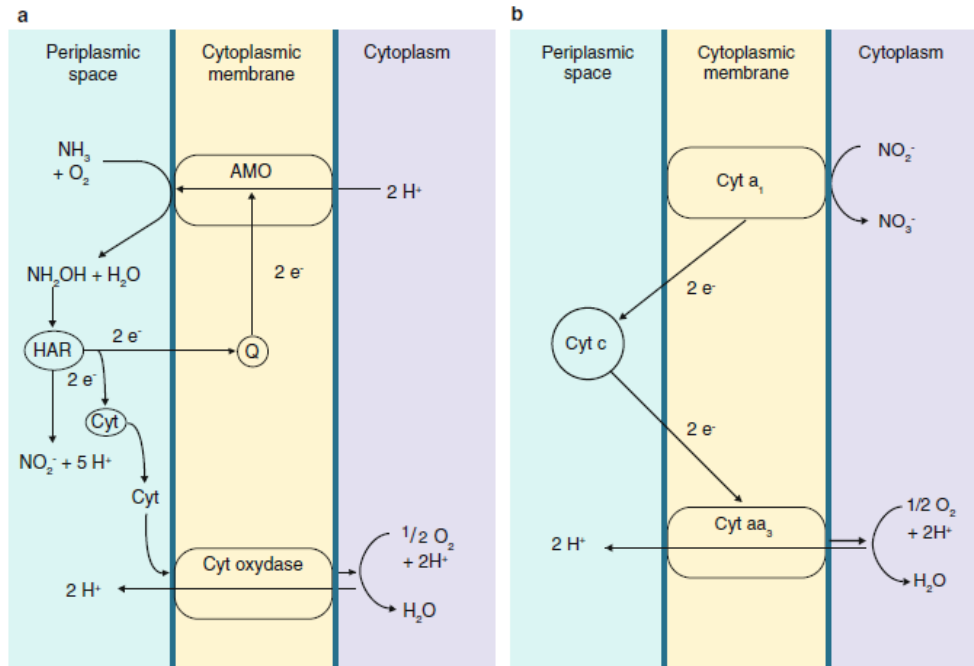 a
Periplasmic
space
Cytoplasmic
membrane
Cytoplasm
NH₃
+ O₂
AMO
2 H⁺
NH₂OH + H₂O
2 e⁻
HAR
2 e⁻
Q
2 e⁻
Cyt
NO₂⁻ + 5 H⁺
Cyt
Cyt oxydase
1/2 O₂
+ 2H⁺
2 H⁺
H₂O
b
Periplasmic
space
Cytoplasmic
membrane
Cytoplasm
Cyt a₁
NO₂⁻
NO₃⁻
2 e⁻
Cyt c
2 e⁻
Cyt aa₃
1/2 O₂
+ 2H⁺
2 H⁺
H₂O